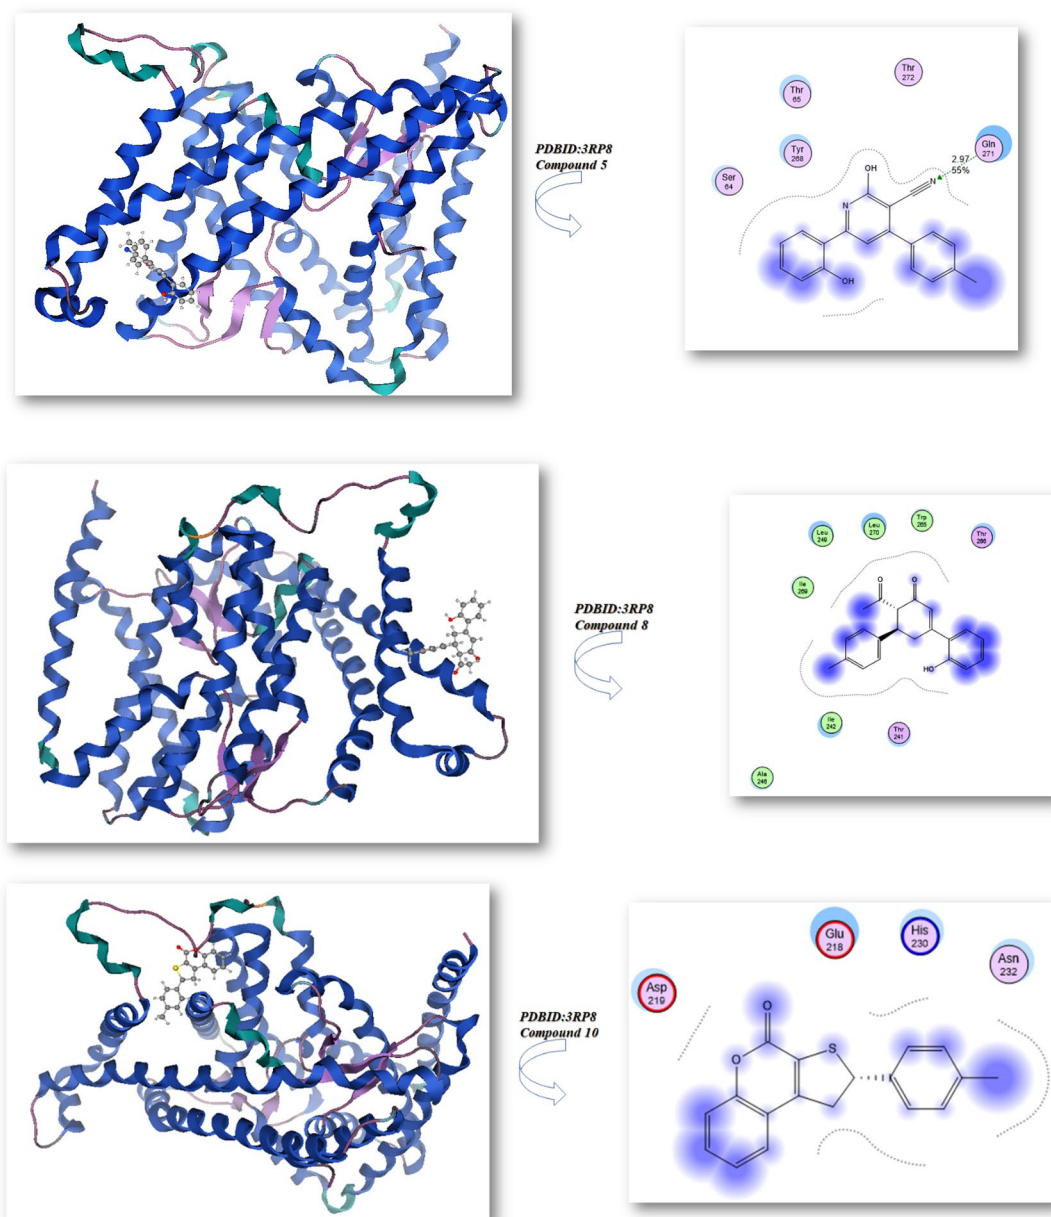 PDBID:3RP8
Compound 5
Thr
272
Thr
65
Tyr
268
Ser
64
Gln
271
2.97
55%
OH
N
N
OH
PDBID:3RP8
Compound 8
Leu
249
Leu
270
Trp
265
Thr
266
Ile
269
O
O
HO
Ile
242
Thr
241
Ala
246
PDBID:3RP8
Compound 10
Glu
218
His
230
Asn
232
Asp
219
O
O
S